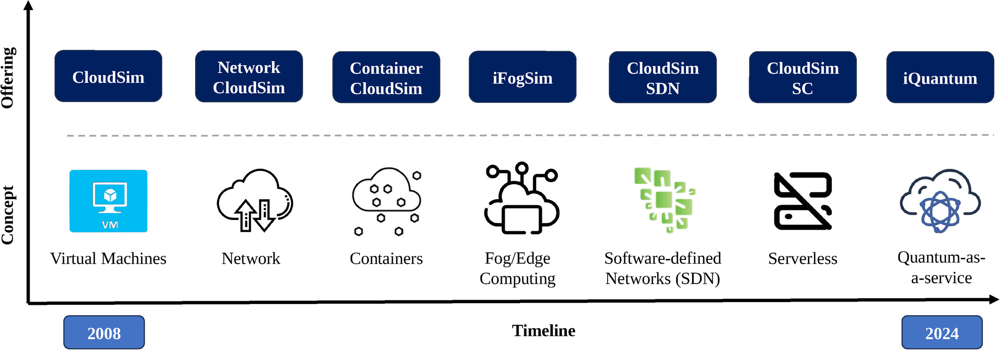 Offering
CloudSim
Network
CloudSim
Container
CloudSim
iFogSim
CloudSim
SDN
CloudSim
SC
iQuantum
Concept
VM
Virtual Machines
Network
Containers
Fog/Edge
Computing
Software-defined
Networks (SDN)
Serverless
Quantum-as-
a-service
2008
Timeline
2024